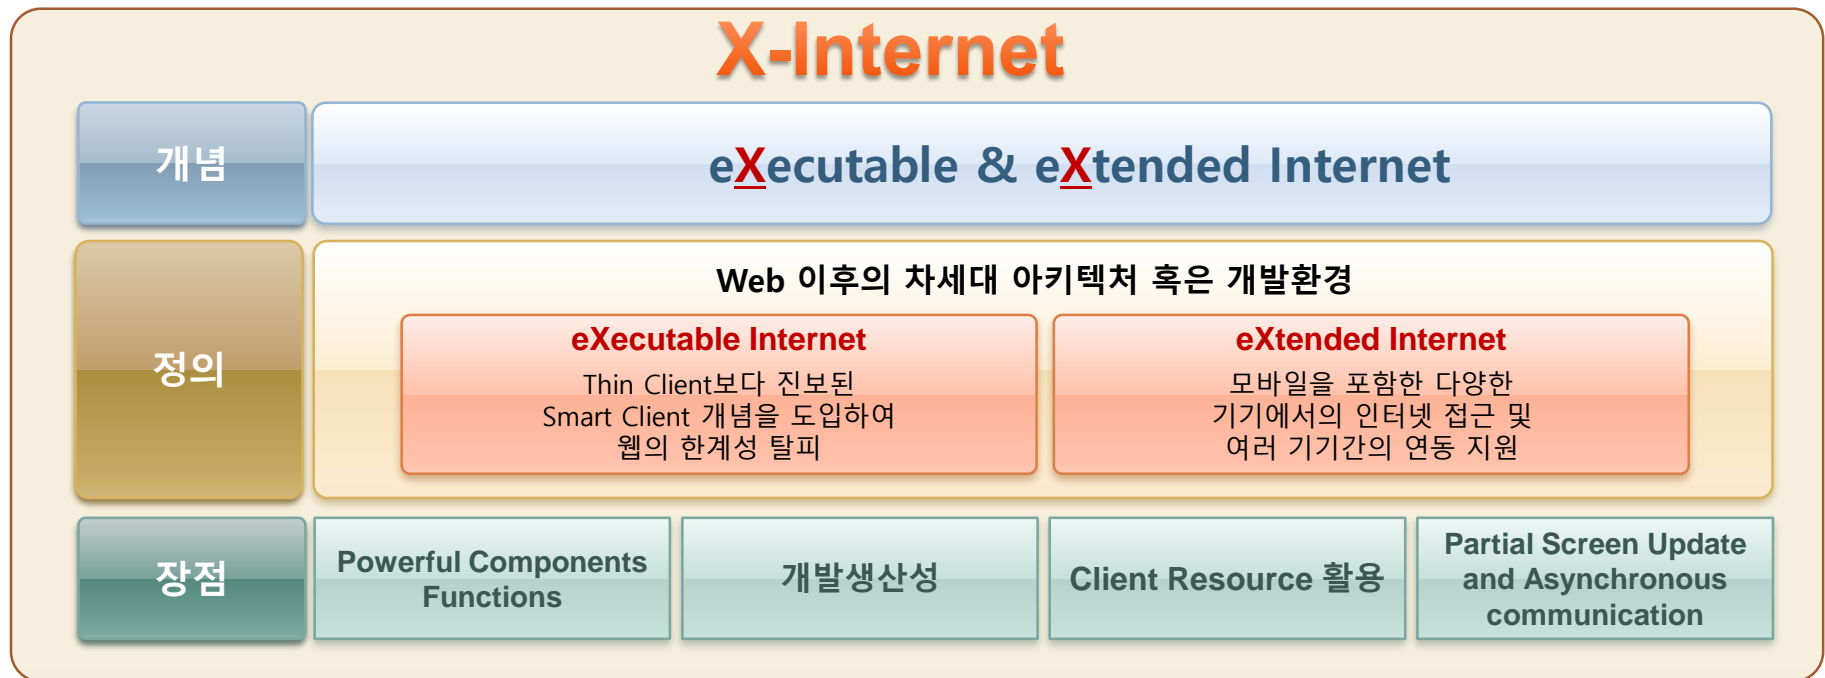 X-Internet
개념
eXecutable & eXtended Internet
정의
Web 이후의 차세대 아키텍처 혹은 개발환경
eXecutable Internet
Thin Client보다 진보된
Smart Client 개념을 도입하여
웹의 한계성 탈피
eXtended Internet
모바일을 포함한 다양한
기기에서의 인터넷 접근 및
여러 기기간의 연동 지원
장점
Powerful Components
Functions
개발생산성
Client Resource 활용
Partial Screen Update
and Asynchronous
communication